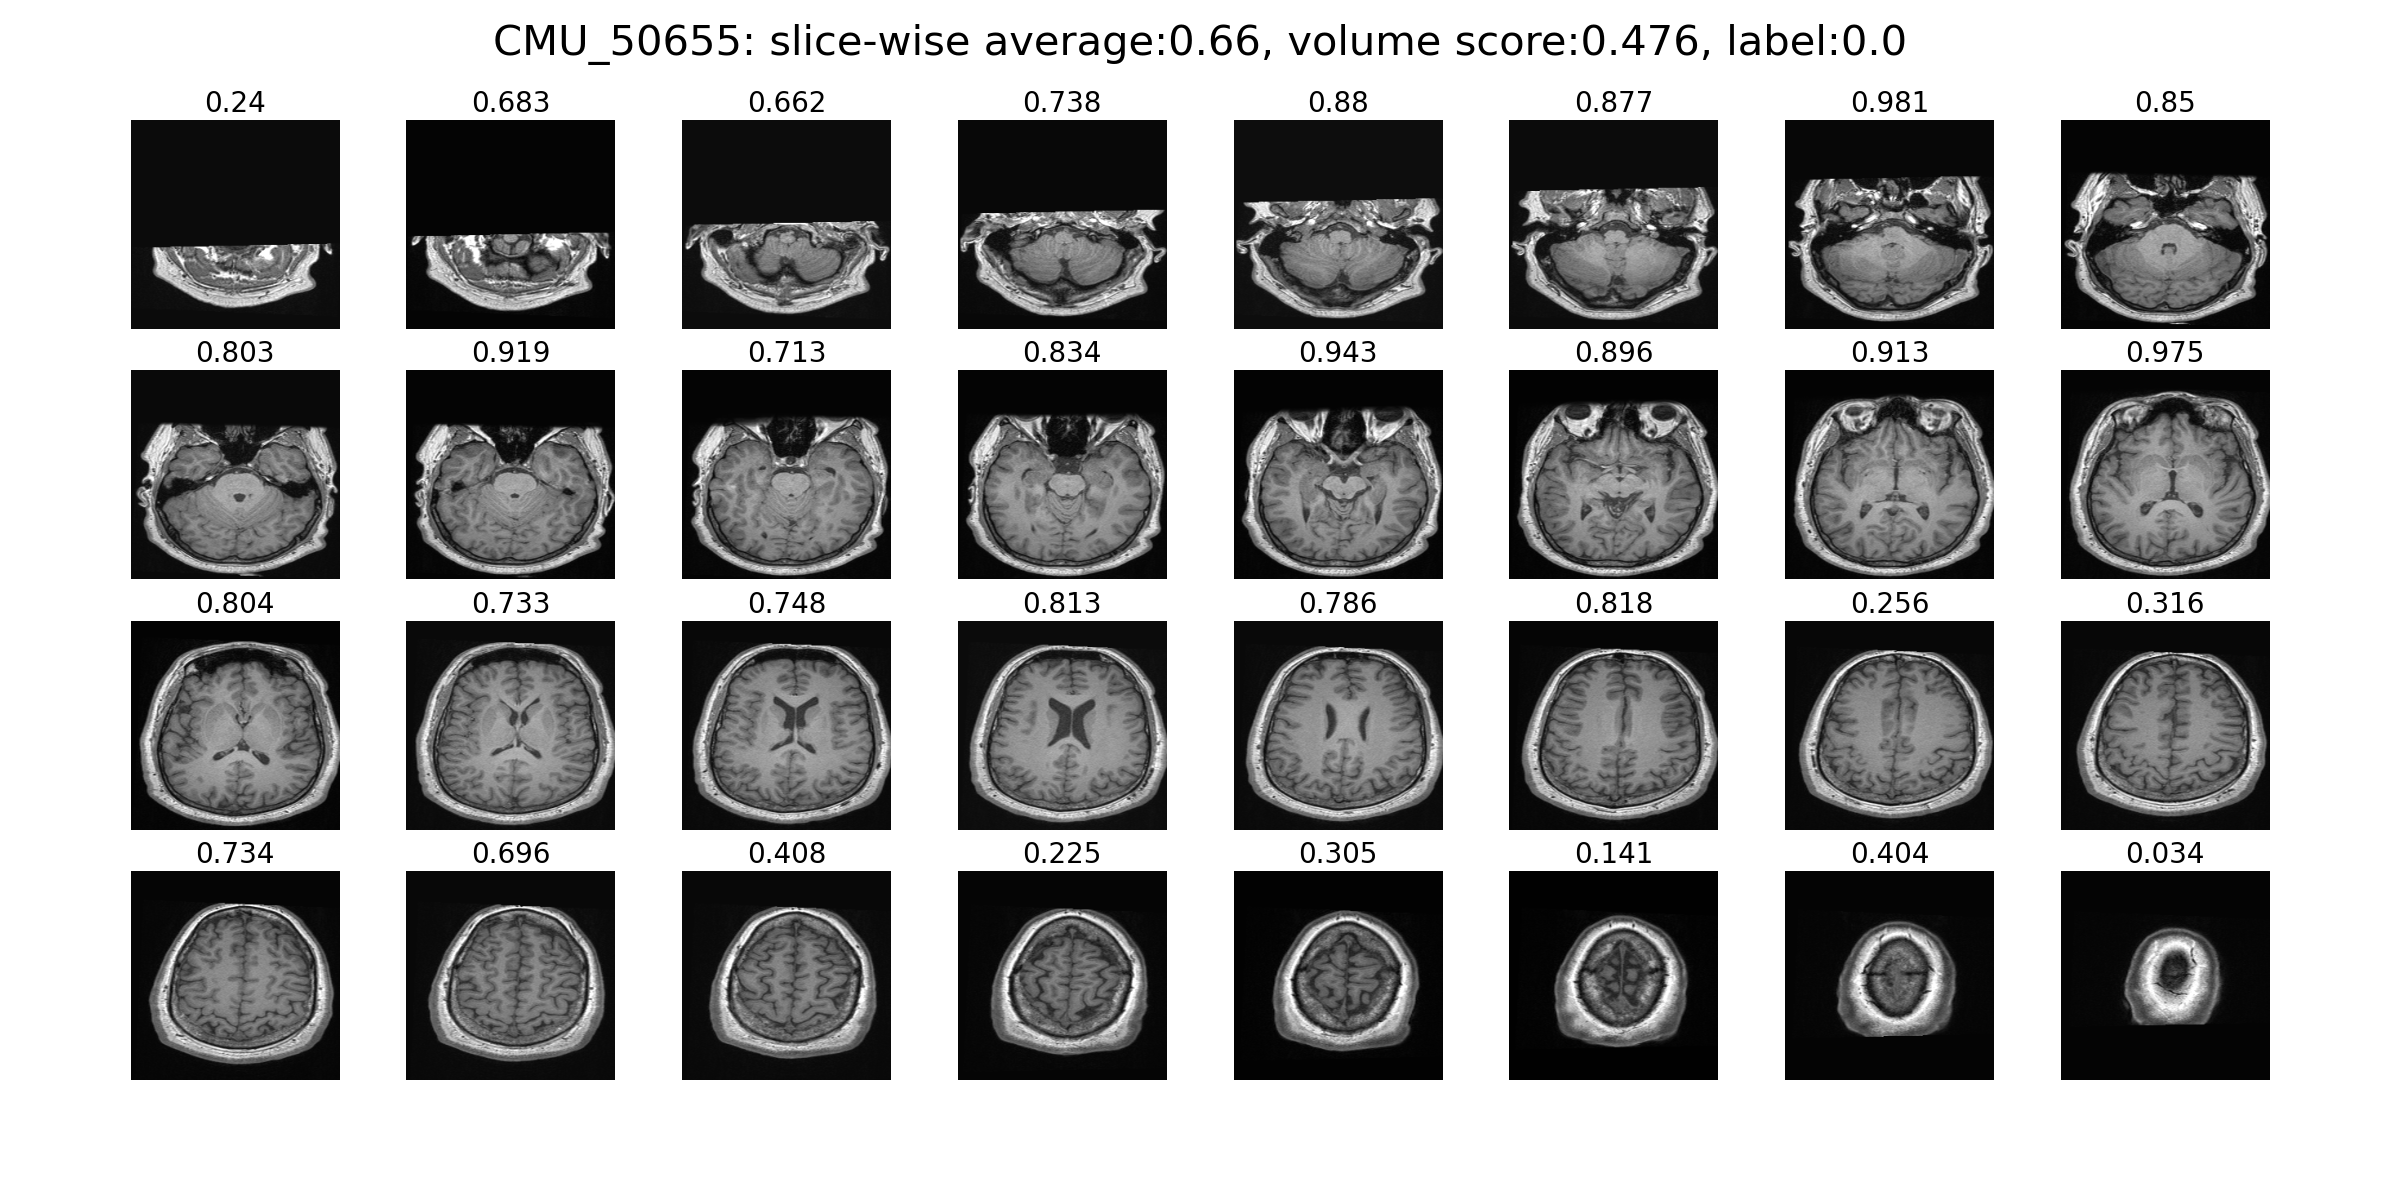 CMU_50655: slice-wise average:0.66, volume score:0.476, label:0.0
0.24 0.683 0.662 0.738 0.88 0.877 0.981 0.85
0.803 0.919 0.713 0.834 0.943 0.896 0.913 0.975
0.804 0.733 0.748 0.813 0.786 0.818 0.256 0.316
0.734 0.696 0.408 0.225 0.305 0.141 0.404 0.034